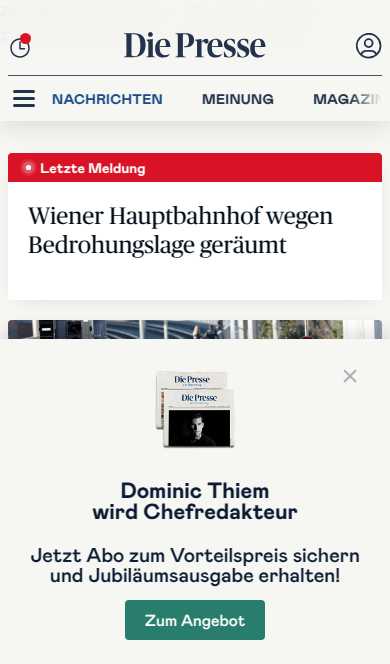 Die Presse
NACHRICHTEN MEINUNG MAGAZIN
Letzte Meldung
Wiener Hauptbahnhof wegen
Bedrohungslage geräumt
Die Presse
Die Presse
Dominic Thiem
wird Chefredakteur
Jetzt Abo zum Vorteilspreis sichern
und Jubiläumsausgabe erhalten!
Zum Angebot